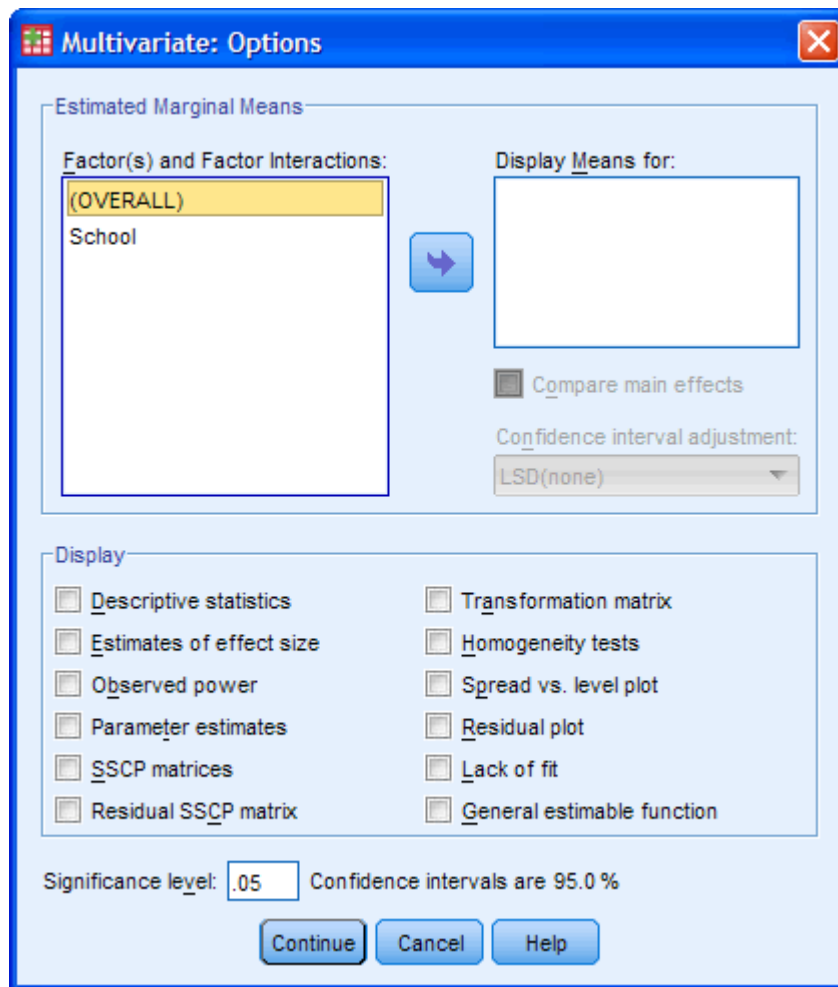 Multivariate: Options
Estimated Marginal Means
Factor(s) and Factor Interactions:
(OVERALL)
School
Display Means for:
Compare main effects
Confidence interval adjustment:
LSD(none)
Display
Descriptive statistics
Estimates of effect size
Observed power
Parameter estimates
SSCP matrices
Residual SSCP matrix
Transformation matrix
Homogeneity tests
Spread vs. level plot
Residual plot
Lack of fit
General estimable function
Significance level: .05 Confidence intervals are 95.0 %
Continue Cancel Help